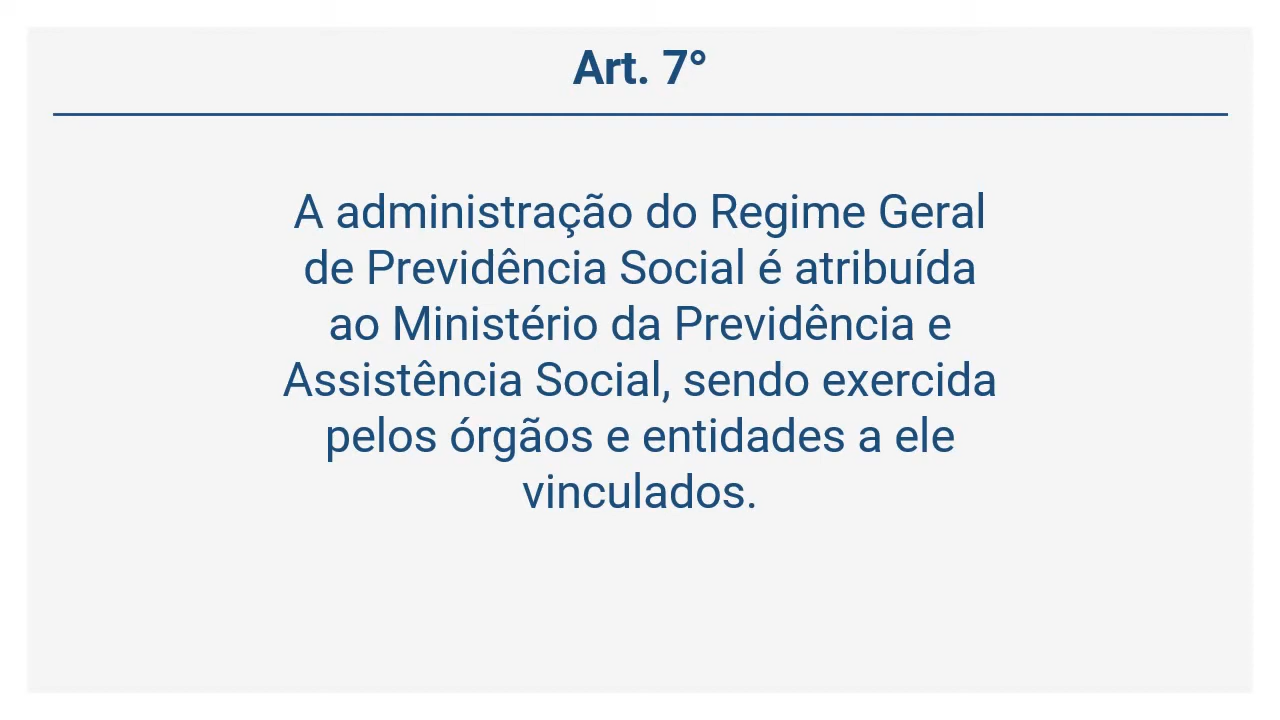 Art. 7°
A administração do Regime Geral
de Previdência Social é atribuída
ao Ministério da Previdência e
Assistência Social, sendo exercida
pelos órgãos e entidades a ele
vinculados.